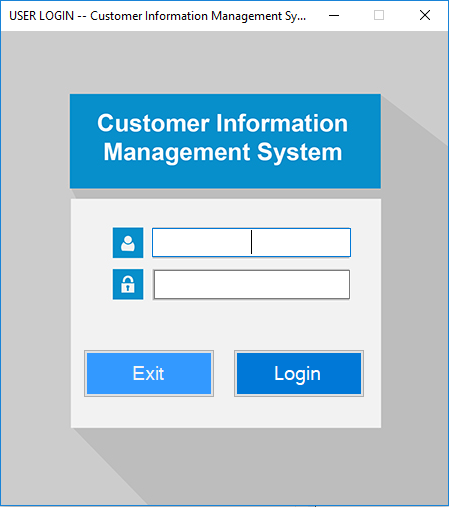 USER LOGIN -- Customer Information Management Sy...
Customer Information
Management System
Exit
Login